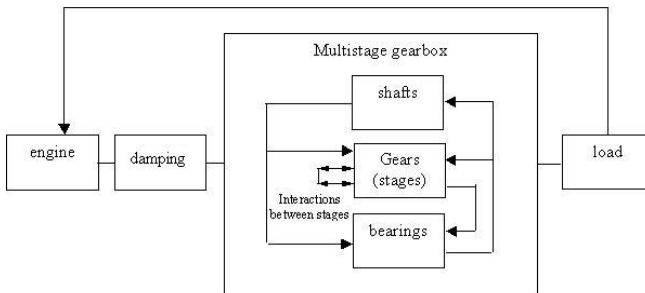 Multistage gearbox
shafts
engine
damping
Gears
(stages)
load
Interactions
between stages
bearings